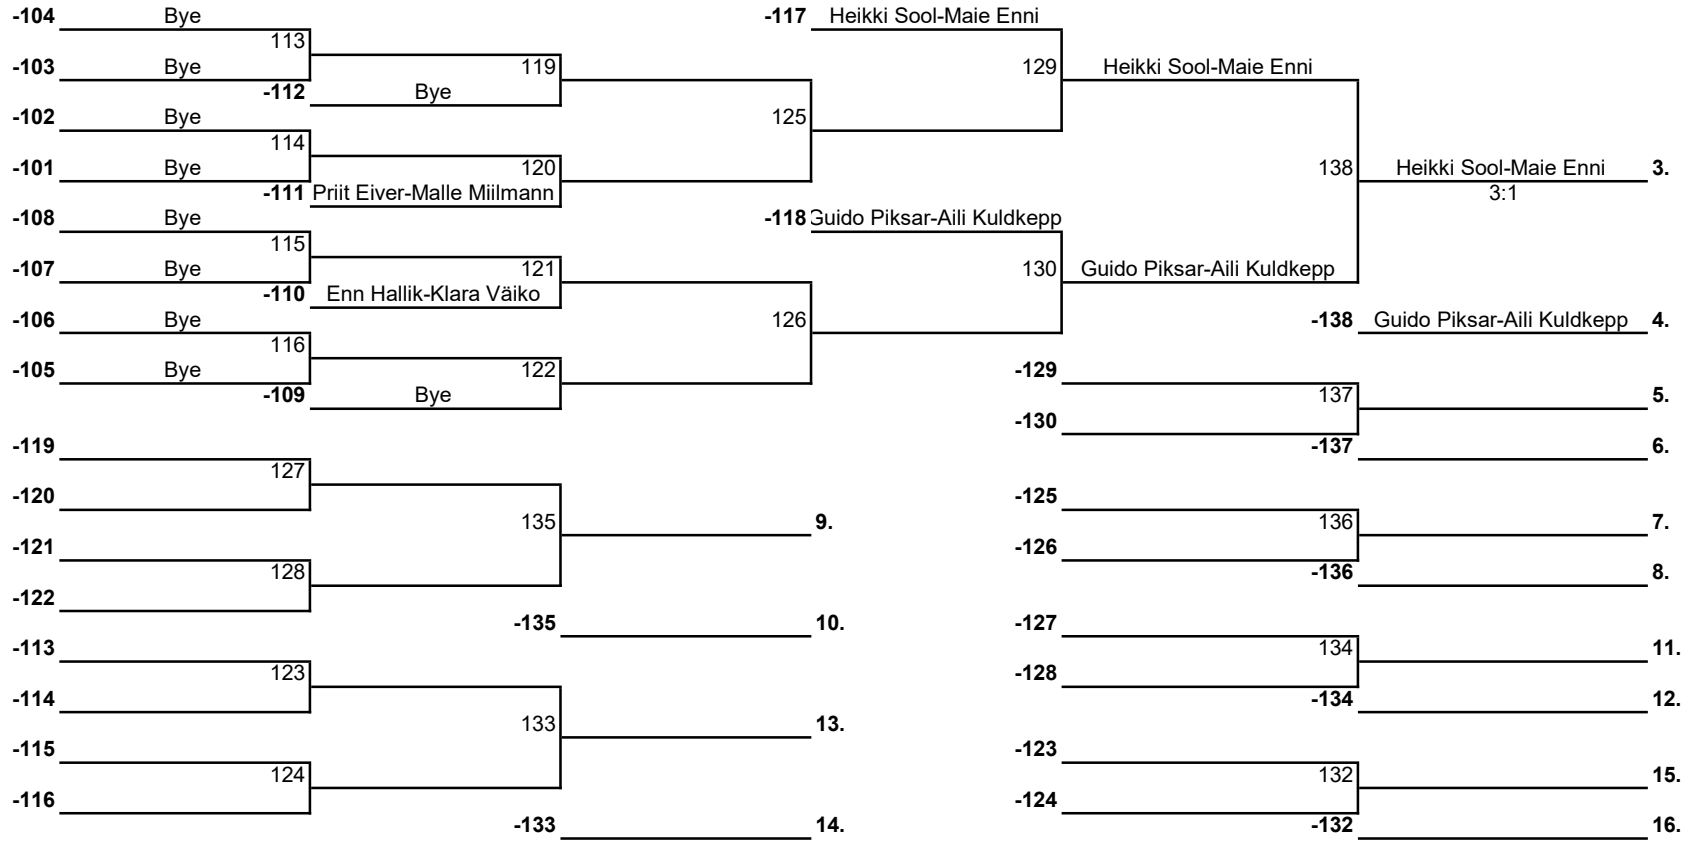 -104 Bye -117 Heikki Sool-Maie Enni
113
-103 Bye 119 129 Heikki Sool-Maie Enni
-112 Bye
-102 Bye 125
114
-101 Bye 120 138 Heikki Sool-Maie Enni 3.
-111 Priit Eiver-Malle Miilmann 3:1
-108 Bye -118 Guido Piksar-Aili Kuldkepp
115
-107 Bye 121 130 Guido Piksar-Aili Kuldkepp
-110 Enn Hallik-Klara Väiko
-106 Bye 126 -138 Guido Piksar-Aili Kuldkepp 4.
116
-105 Bye 122 -129
-109 Bye 137 5.
-130
-119 -137 6.
127
-120 -125
135 9. 136 7.
-121 -126
128 -136 8.
-122
-135 10. -127
-113 134 11.
123 -128
-114 -134 12.
133 13.
-115 -123
124 132 15.
-116 -124
-133 14. -132 16.